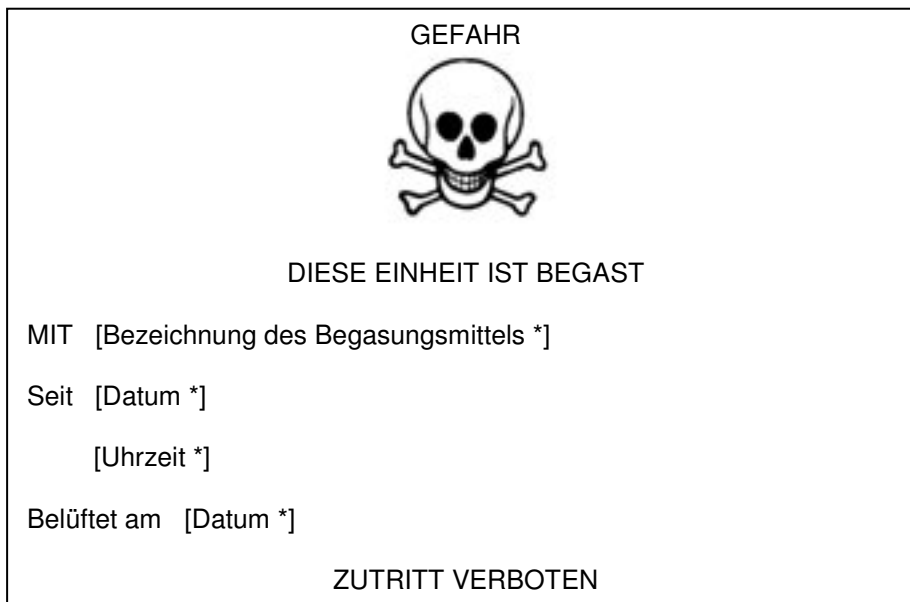 GEFAHR
DIESE EINHEIT IST BEGAST
MIT [Bezeichnung des Begasungsmittels *]
Seit [Datum *]
[Uhrzeit *]
Belüftet am [Datum *]
ZUTRITT VERBOTEN